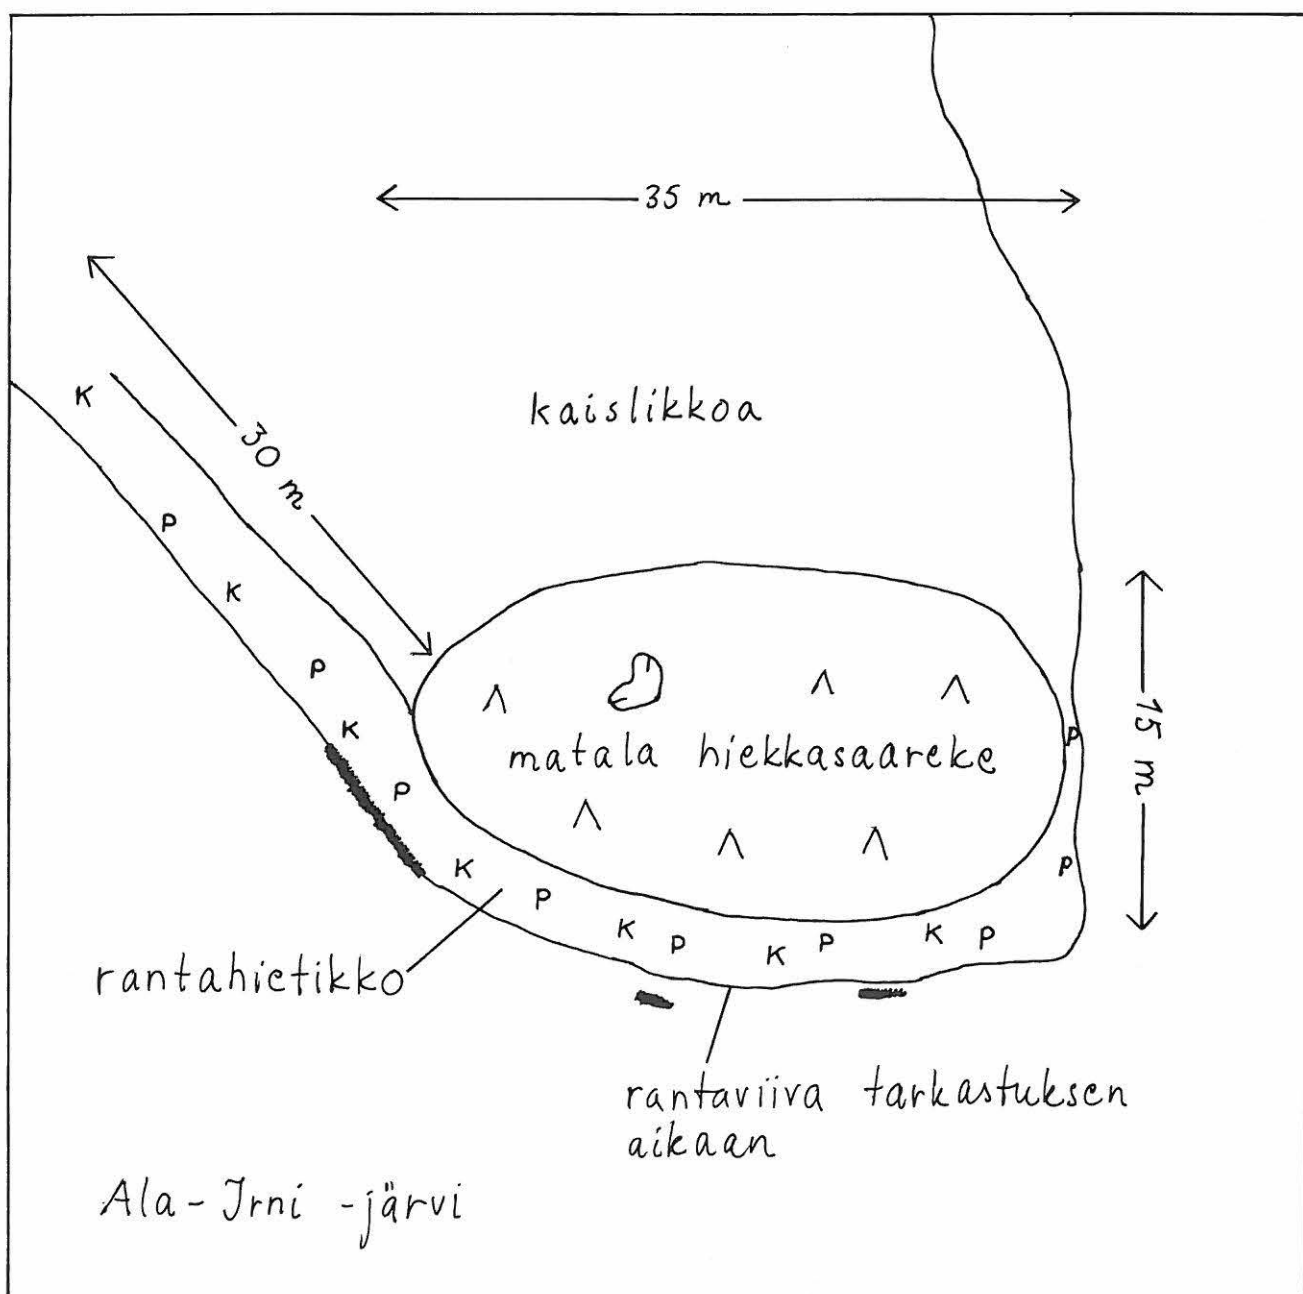 35 m
K
kaislikkoa
30 m
P
K
P
K
matala hiekkasaareke
P
15 m
P
P
K
P
K
P
K
P
K
P
rantahietikko
rantaviiva tarkastuksen
aikaan
Ala-Irni -järvi